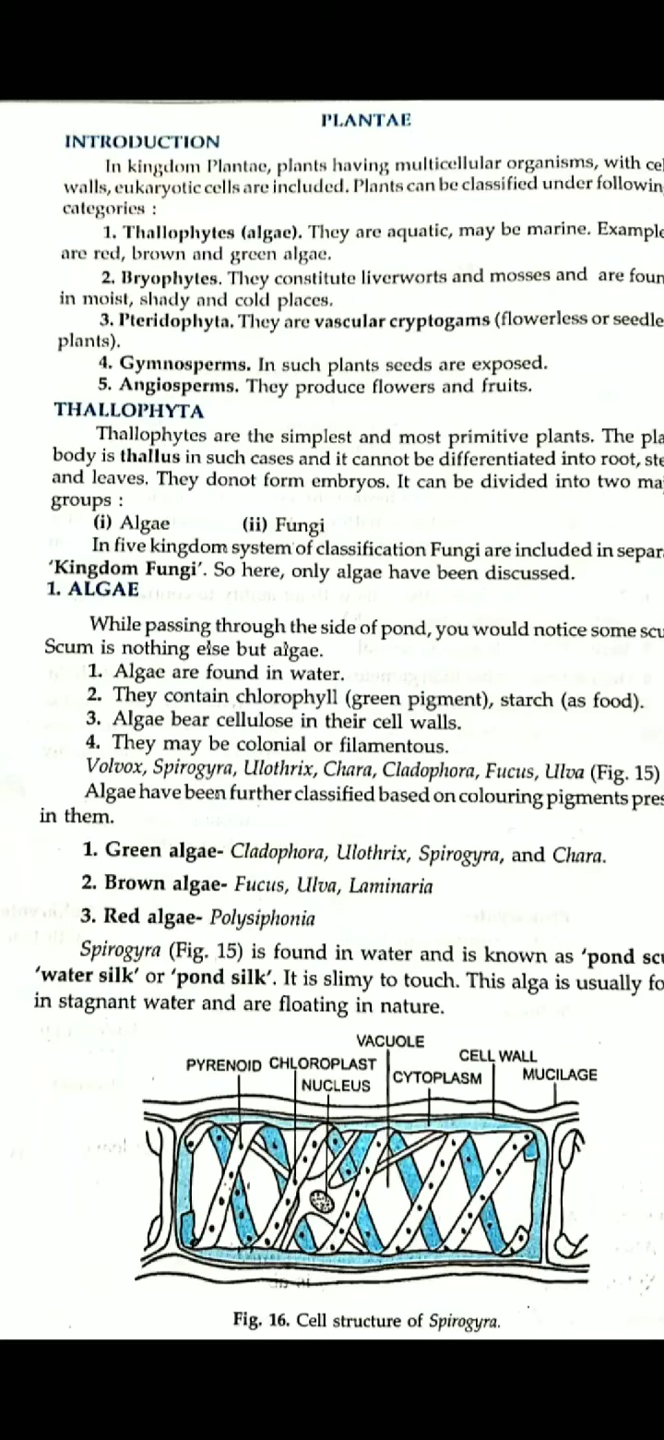 PLANTAE
INTRODUCTION
In kingdom Plantae, plants having multicellular organisms, with cel
walls, eukaryotic cells are included. Plants can be classified under followin
categories :
1. Thallophytes (algae). They are aquatic, may be marine. Example
are red, brown and green algae.
2. Bryophytes. They constitute liverworts and mosses and are foun
in moist, shady and cold places.
3. Pteridophyta. They are vascular cryptogams (flowerless or seedle
plants).
4. Gymnosperms. In such plants seeds are exposed.
5. Angiosperms. They produce flowers and fruits.
THALLOPHYTA
Thallophytes are the simplest and most primitive plants. The pla
body is thallus in such cases and it cannot be differentiated into root, ste
and leaves. They donot form embryos. It can be divided into two maj
groups :
(i) Algae (ii) Fungi
In five kingdom system of classification Fungi are included in separa
'Kingdom Fungi'. So here, only algae have been discussed.
1. ALGAE
While passing through the side of pond, you would notice some scu
Scum is nothing else but algae.
1. Algae are found in water.
2. They contain chlorophyll (green pigment), starch (as food).
3. Algae bear cellulose in their cell walls.
4. They may be colonial or filamentous.
Volvox, Spirogyra, Ulothrix, Chara, Cladophora, Fucus, Ulva (Fig. 15)
Algae have been further classified based on colouring pigments pres
in them.
1. Green algae- Cladophora, Ulothrix, Spirogyra, and Chara.
2. Brown algae- Fucus, Ulva, Laminaria
3. Red algae- Polysiphonia
Spirogyra (Fig. 15) is found in water and is known as 'pond scu
'water silk' or 'pond silk'. It is slimy to touch. This alga is usually fo
in stagnant water and are floating in nature.
VACUOLE
PYRENOID CHLOROPLAST CELL WALL
NUCLEUS CYTOPLASM MUCILAGE
Fig. 16. Cell structure of Spirogyra.